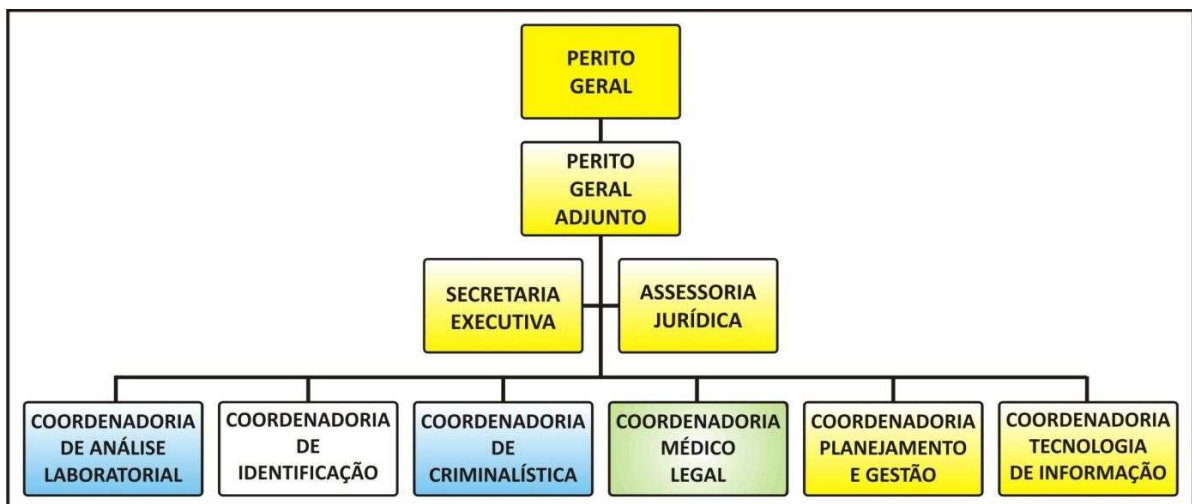 PERITO
GERAL
PERITO
GERAL
ADJUNTO
SECRETARIA
EXECUTIVA
ASSESSORIA
JURÍDICA
COORDENADORIA
DE ANÁLISE
LABORATORIAL
COORDENADORIA
DE
IDENTIFICAÇÃO
COORDENADORIA
DE
CRIMINALÍSTICA
COORDENADORIA
MÉDICO
LEGAL
COORDENADORIA
PLANEJAMENTO
E GESTÃO
COORDENADORIA
TECNOLOGIA
DE INFORMAÇÃO